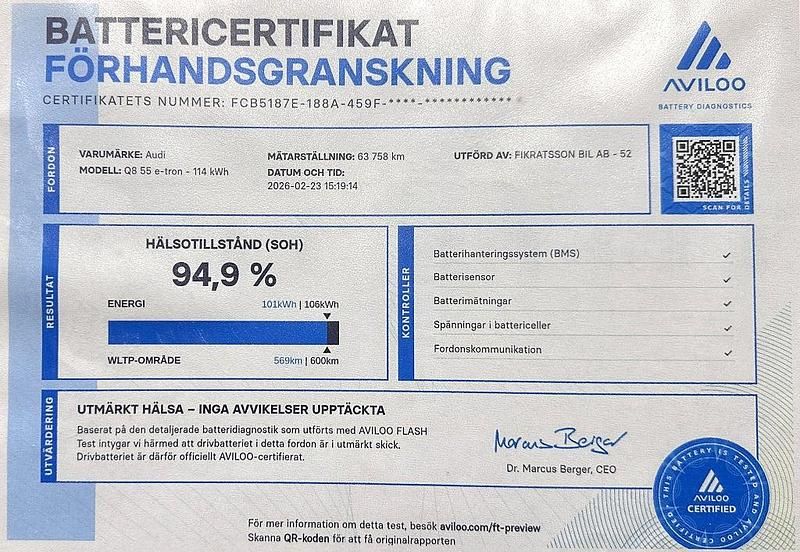 BATTERICERTIFIKAT
FÖRHANDSGRANSKNING
CERTIFIKATETS NUMMER: FCB5187E-188A-459F-****-************
AVILOO
BATTERY DIAGNOSTICS
FORDON
VARUMÄRKE: Audi
MODELL: Q8 55 e-tron - 114 kWh
MÄTARSTÄLLNING: 63 758 km
DATUM OCH TID:
2026-02-23 15:19:14
UTFÖRD AV: FIKRATSSON BIL AB - 52
SCAN FOR DETAILS
RESULTAT
HÄLSOTILLSTÅND (SOH)
94,9 %
ENERGI 101kWh | 106kWh
WLTP-OMRÅDE 569km | 600km
KONTROLLER
Batterihanteringssystem (BMS) ✓
Batterisensor ✓
Batterimätningar ✓
Spänningar i battericeller ✓
Fordonskommunikation ✓
UTVÄRDERING
UTMÄRKT HÄLSA – INGA AVVIKELSER UPPTÄCKTA
Baserat på den detaljerade batteridiagnostik som utförts med AVILOO FLASH
Test intygar vi härmed att drivbatteriet i detta fordon är i utmärkt skick.
Drivbatteriet är därför officiellt AVILOO-certifierat.
Marcus Berger
Dr. Marcus Berger, CEO
THIS BATTERY IS TESTED AND AVILOO CERTIFIED
AVILOO
CERTIFIED
För mer information om detta test, besök aviloo.com/ft-preview
Skanna QR-koden för att få originalrapporten